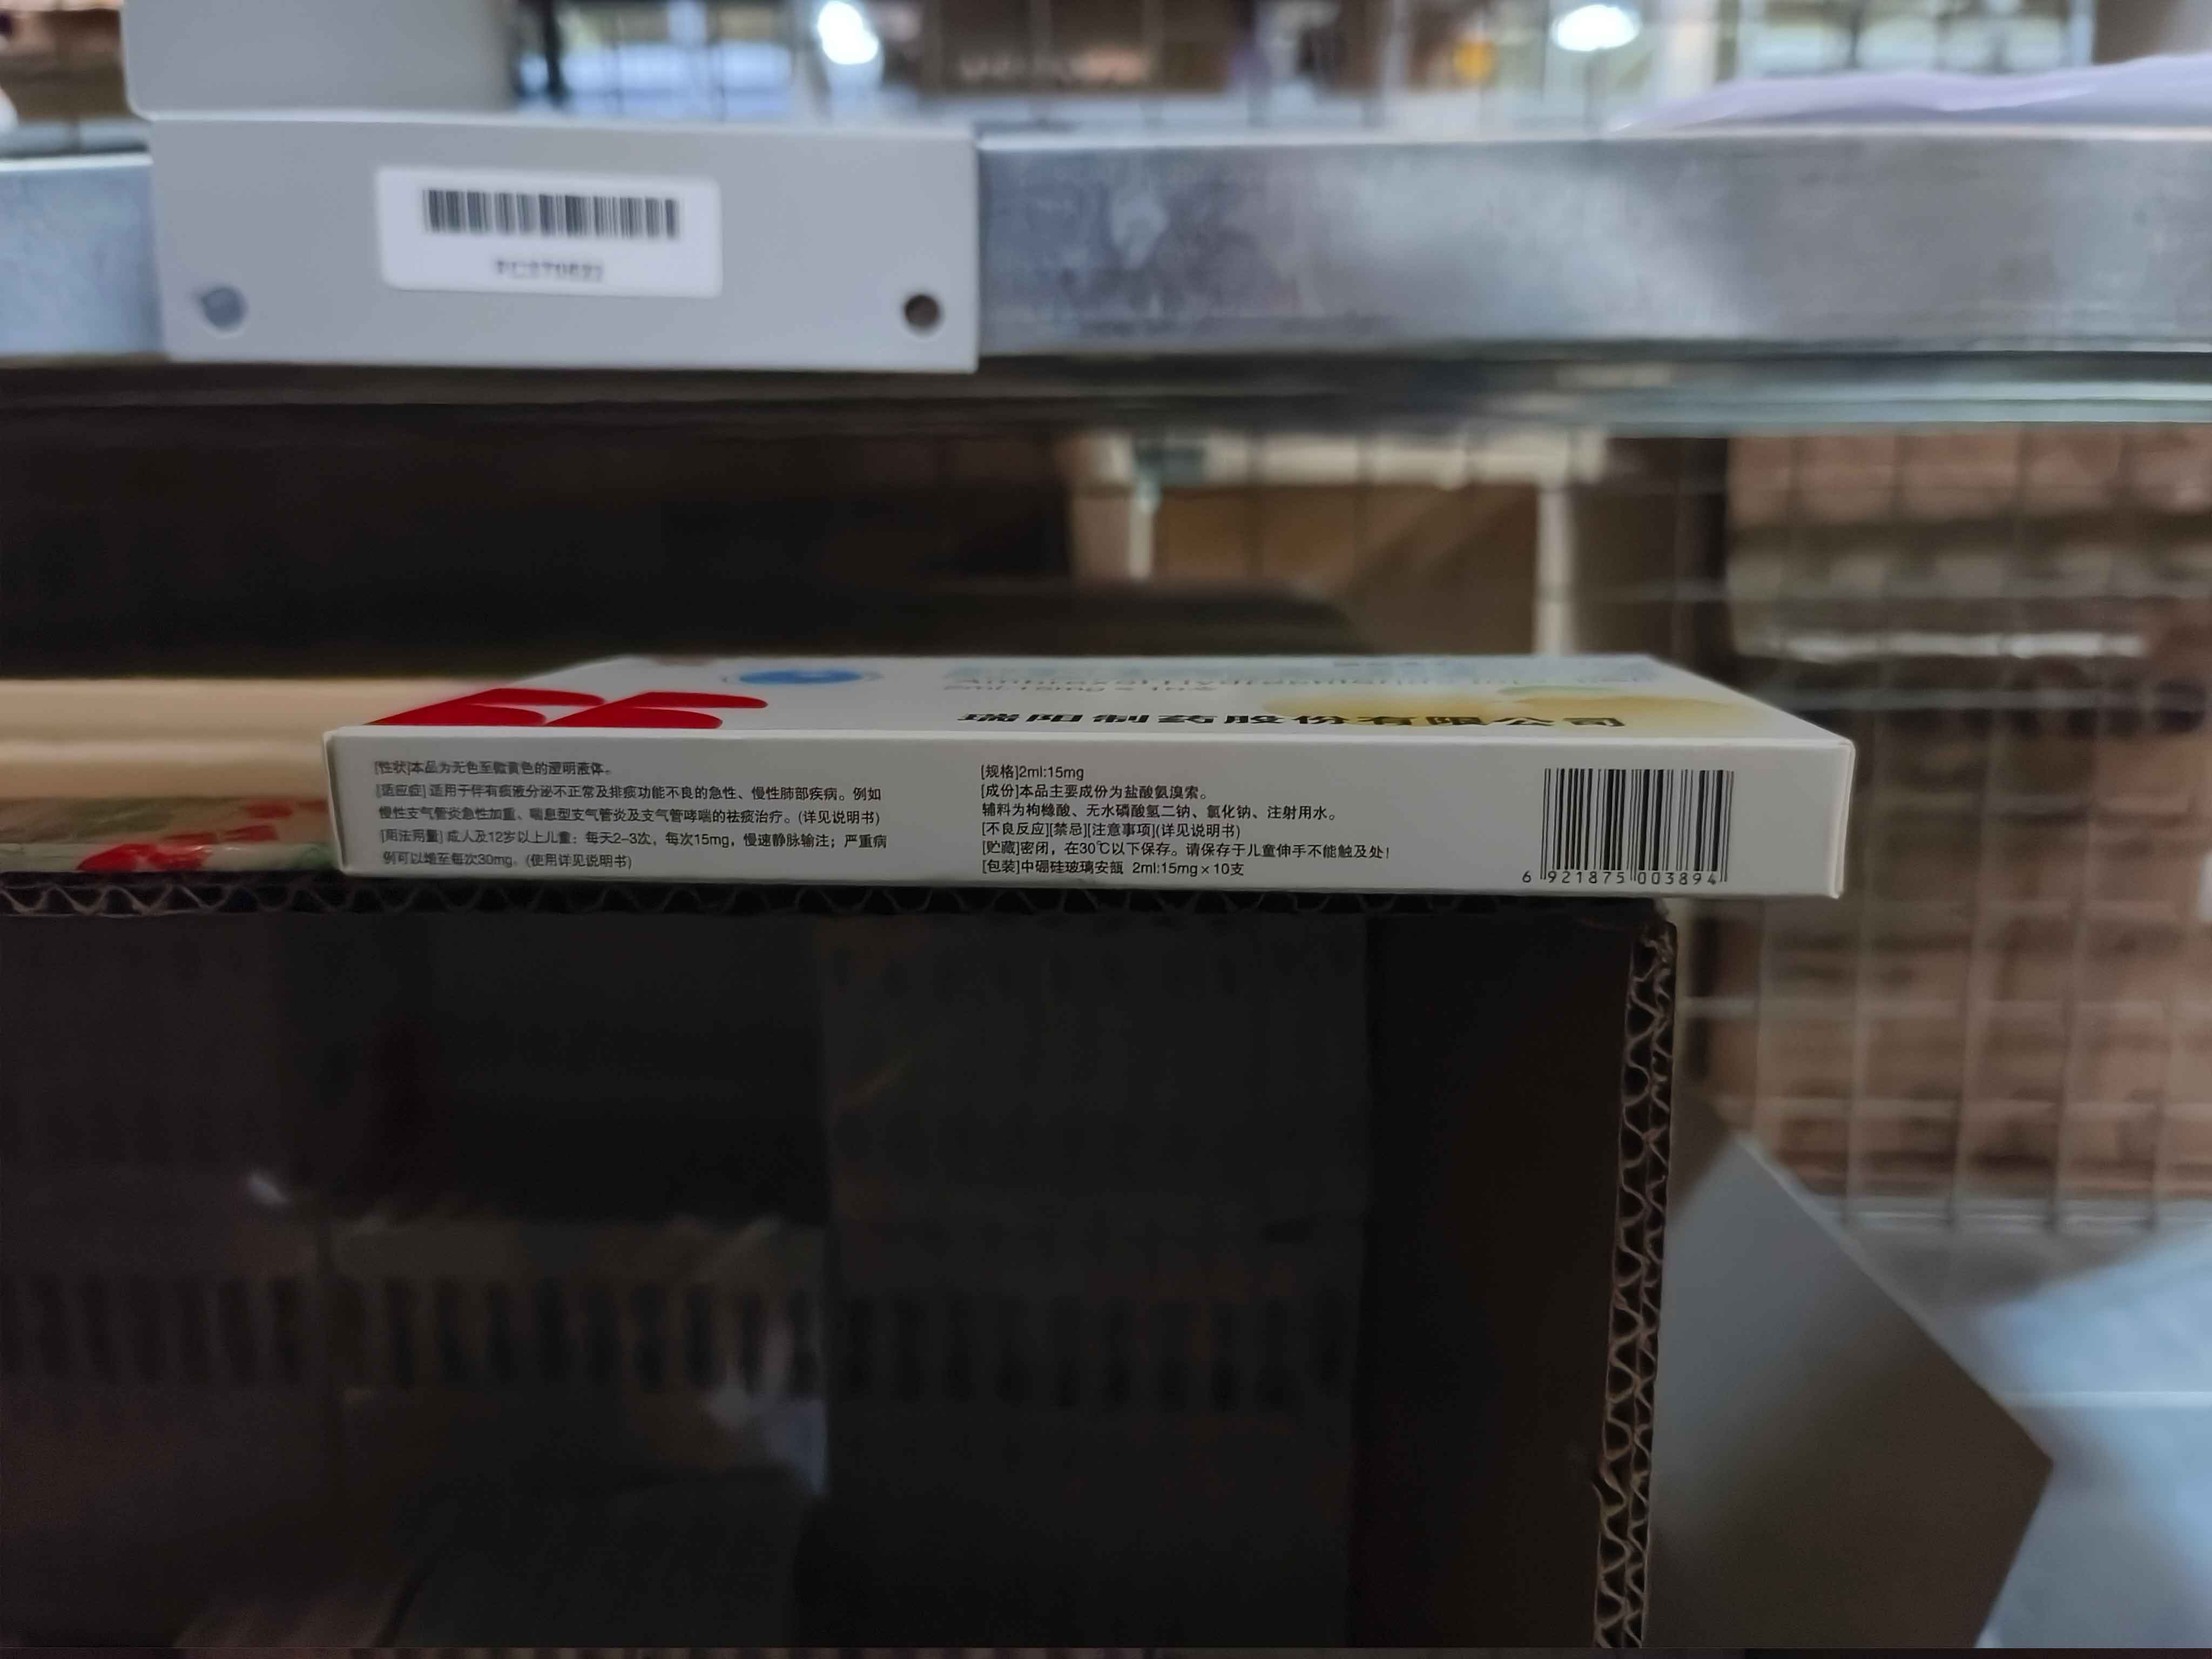 瑞阳制药股份有限公司
[性状]本品为无色至微黄色的澄明液体。
[适应症] 适用于伴有痰液分泌不正常及排痰功能不良的急性、慢性肺部疾病。例如
慢性支气管炎急性加重、喘息型支气管炎及支气管哮喘的祛痰治疗。(详见说明书)
[用法用量] 成人及12岁以上儿童：每天2-3次，每次15mg，慢速静脉输注；严重病
例可以增至每次30mg。(使用详见说明书)
[规格]2ml:15mg
[成份]本品主要成份为盐酸氨溴索。
辅料为枸橼酸、无水磷酸氢二钠、氯化钠、注射用水。
[不良反应][禁忌][注意事项](详见说明书)
[贮藏]密闭，在30℃以下保存。请保存于儿童伸手不能触及处!
[包装]中硼硅玻璃安瓿 2ml:15mg×10支
6 921875 003894